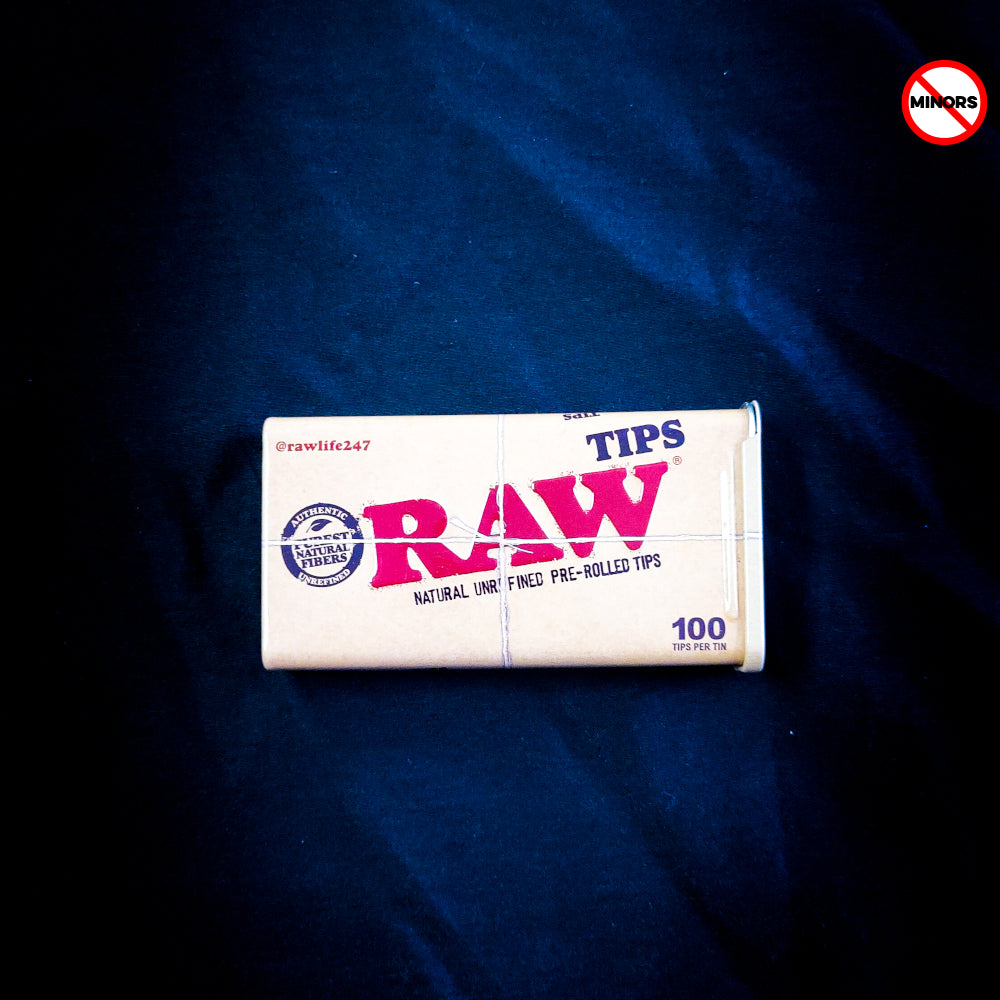 MINORS
@rawlife247
TIPS
RAW®
AUTHENTIC
PUREST
NATURAL
FIBERS
UNREFINED
NATURAL UNREFINED PRE-ROLLED TIPS
100
TIPS PER TIN